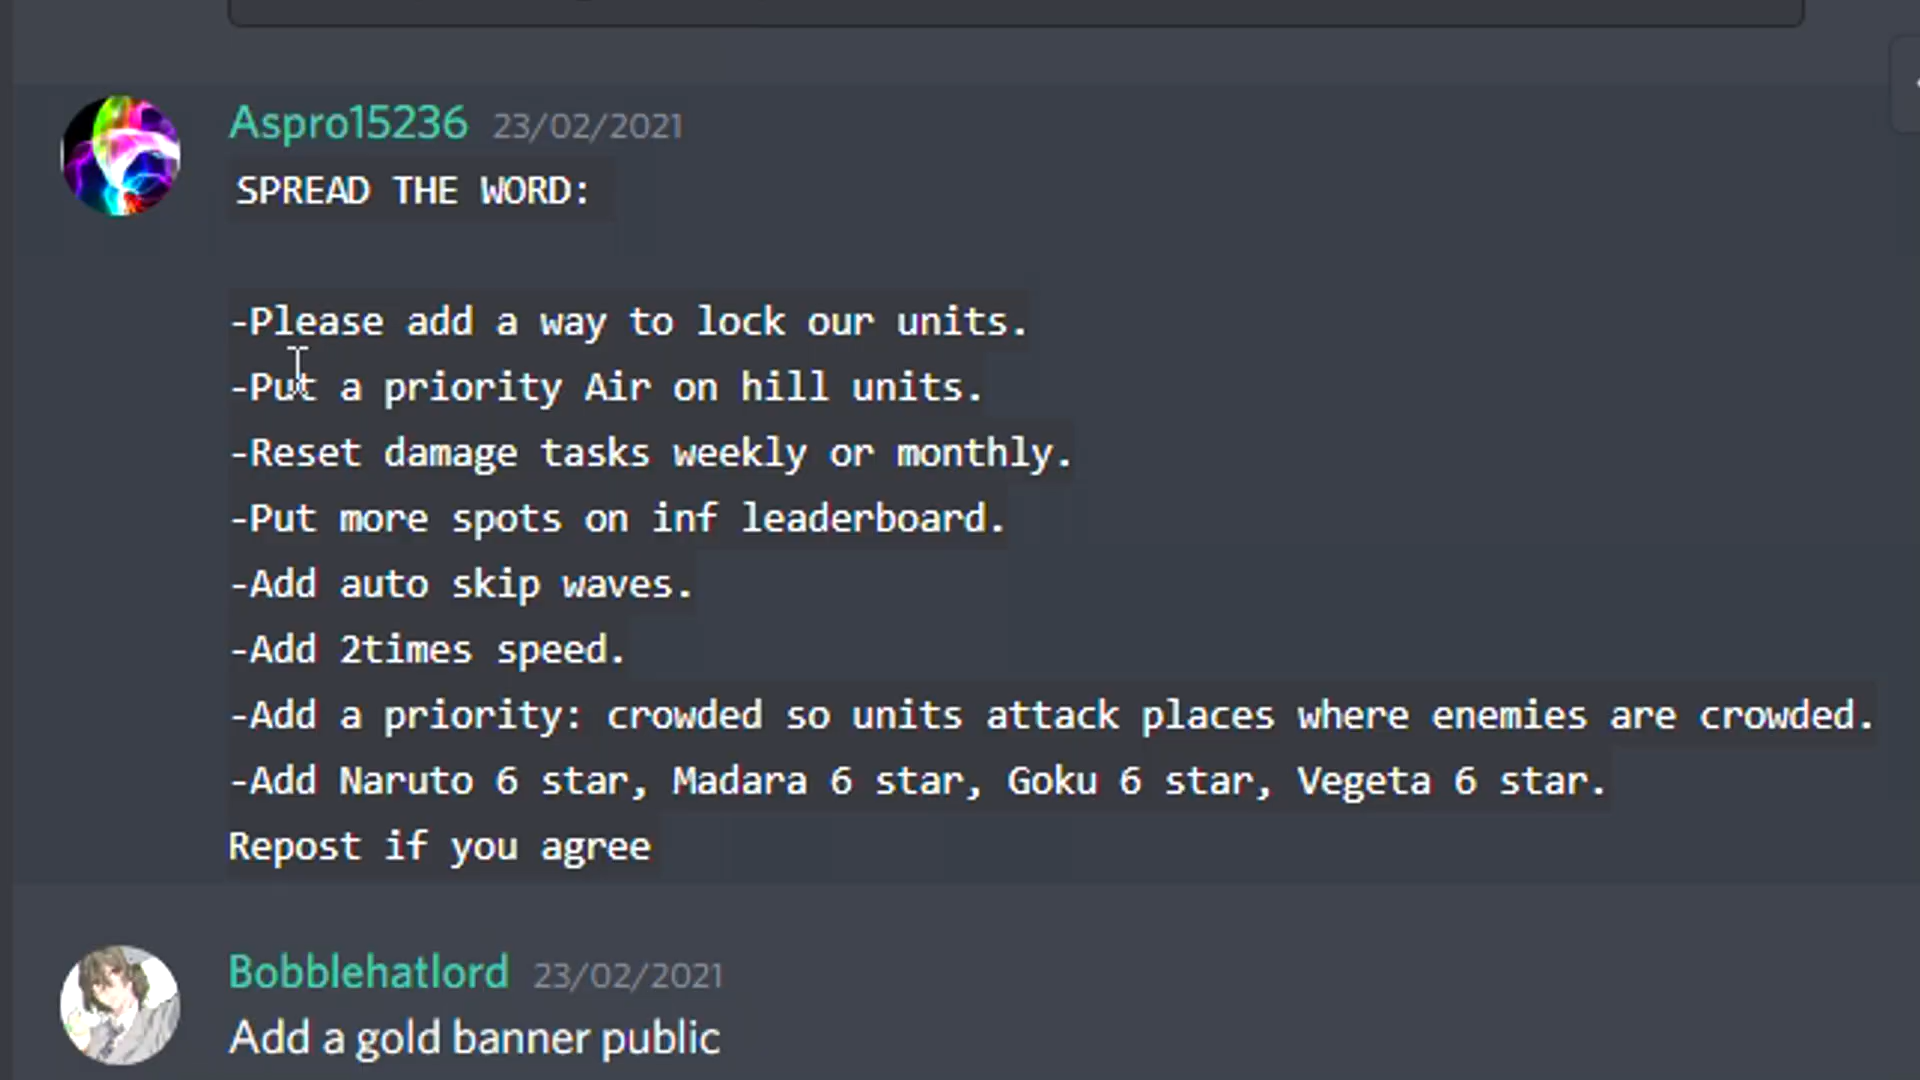 Aspro15236 23/02/2021
SPREAD THE WORD:
-Please add a way to lock our units.
-Put a priority Air on hill units.
-Reset damage tasks weekly or monthly.
-Put more spots on inf leaderboard.
-Add auto skip waves.
-Add 2times speed.
-Add a priority: crowded so units attack places where enemies are crowded.
-Add Naruto 6 star, Madara 6 star, Goku 6 star, Vegeta 6 star.
Repost if you agree
Bobblehatlord 23/02/2021
Add a gold banner public